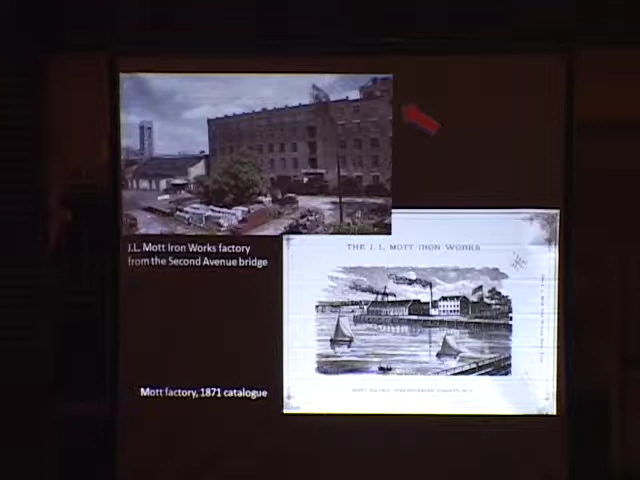 J.L. Mott Iron Works factory
from the Second Avenue bridge
THE J. L. MOTT IRON WORKS
Mott factory, 1871 catalogue